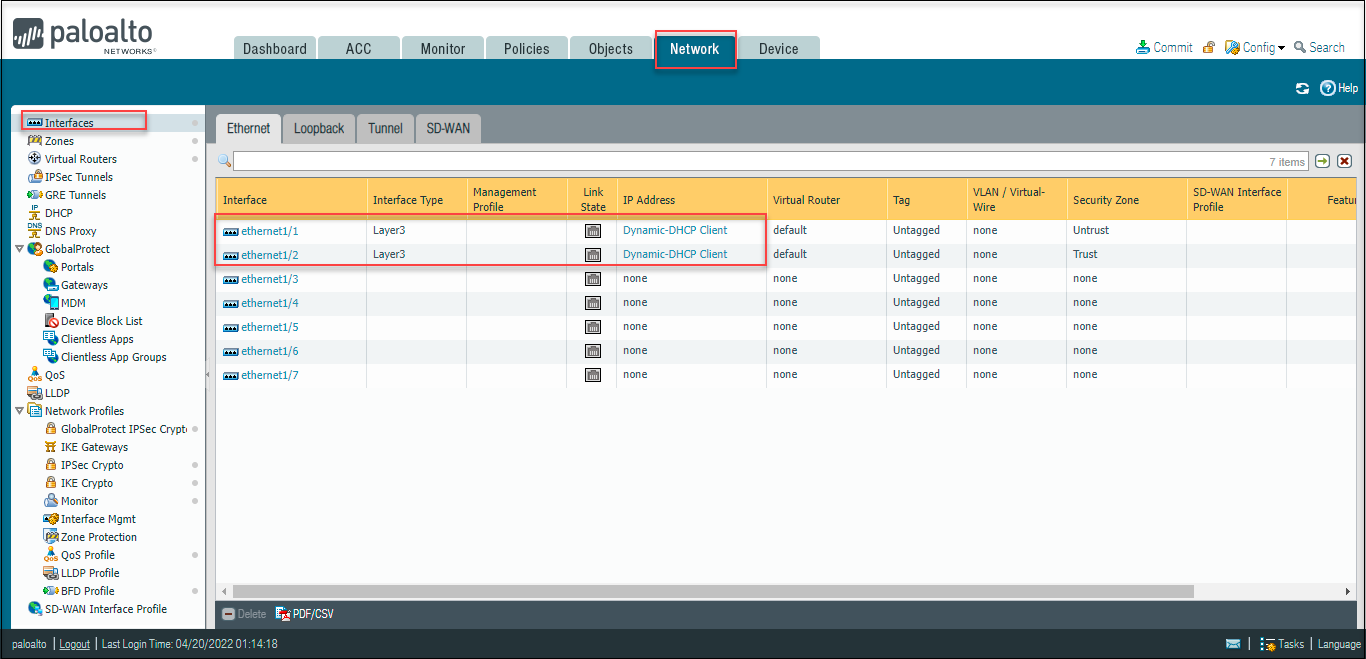 paloalto
NETWORKS®
Dashboard ACC Monitor Policies Objects Network Device
Commit Config Search
Help
Interfaces
Zones
Virtual Routers
IPSec Tunnels
GRE Tunnels
DHCP
DNS Proxy
GlobalProtect
Portals
Gateways
MDM
Device Block List
Clientless Apps
Clientless App Groups
QoS
LLDP
Network Profiles
GlobalProtect IPSec Crypto
IKE Gateways
IPSec Crypto
IKE Crypto
Monitor
Interface Mgmt
Zone Protection
QoS Profile
LLDP Profile
BFD Profile
SD-WAN Interface Profile
Ethernet Loopback Tunnel SD-WAN
7 items
Interface Interface Type Management Profile Link State IP Address Virtual Router Tag VLAN / Virtual-Wire Security Zone SD-WAN Interface Profile Featur
ethernet1/1 Layer3 Dynamic-DHCP Client default Untagged none Untrust
ethernet1/2 Layer3 Dynamic-DHCP Client default Untagged none Trust
ethernet1/3 none none Untagged none none
ethernet1/4 none none Untagged none none
ethernet1/5 none none Untagged none none
ethernet1/6 none none Untagged none none
ethernet1/7 none none Untagged none none
Delete PDF/CSV
paloalto | Logout | Last Login Time: 04/20/2022 01:14:18
Tasks | Language